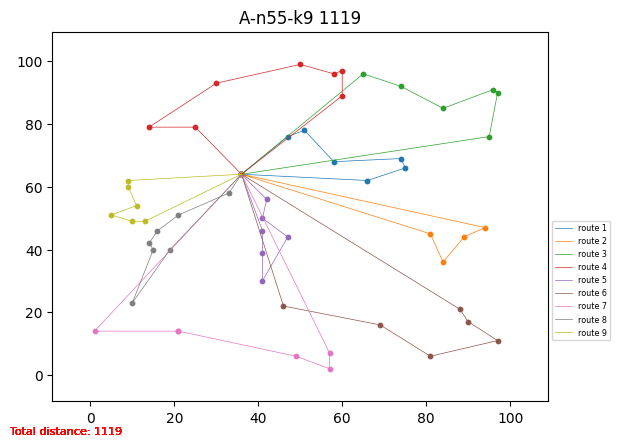 A-n55-k9 1119
100
80
60
40
20
0
0 20 40 60 80 100
route 1
route 2
route 3
route 4
route 5
route 6
route 7
route 8
route 9
Total distance: 1119